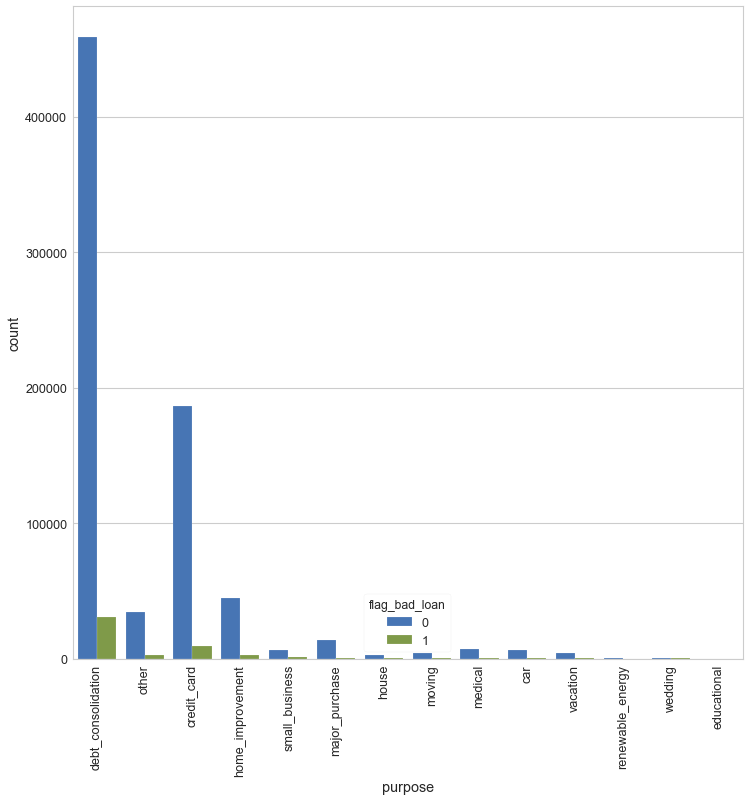 400000
300000
200000
100000
0
count
flag_bad_loan
0
1
debt_consolidation
other
credit_card
home_improvement
small_business
major_purchase
house
moving
medical
car
vacation
renewable_energy
wedding
educational
purpose